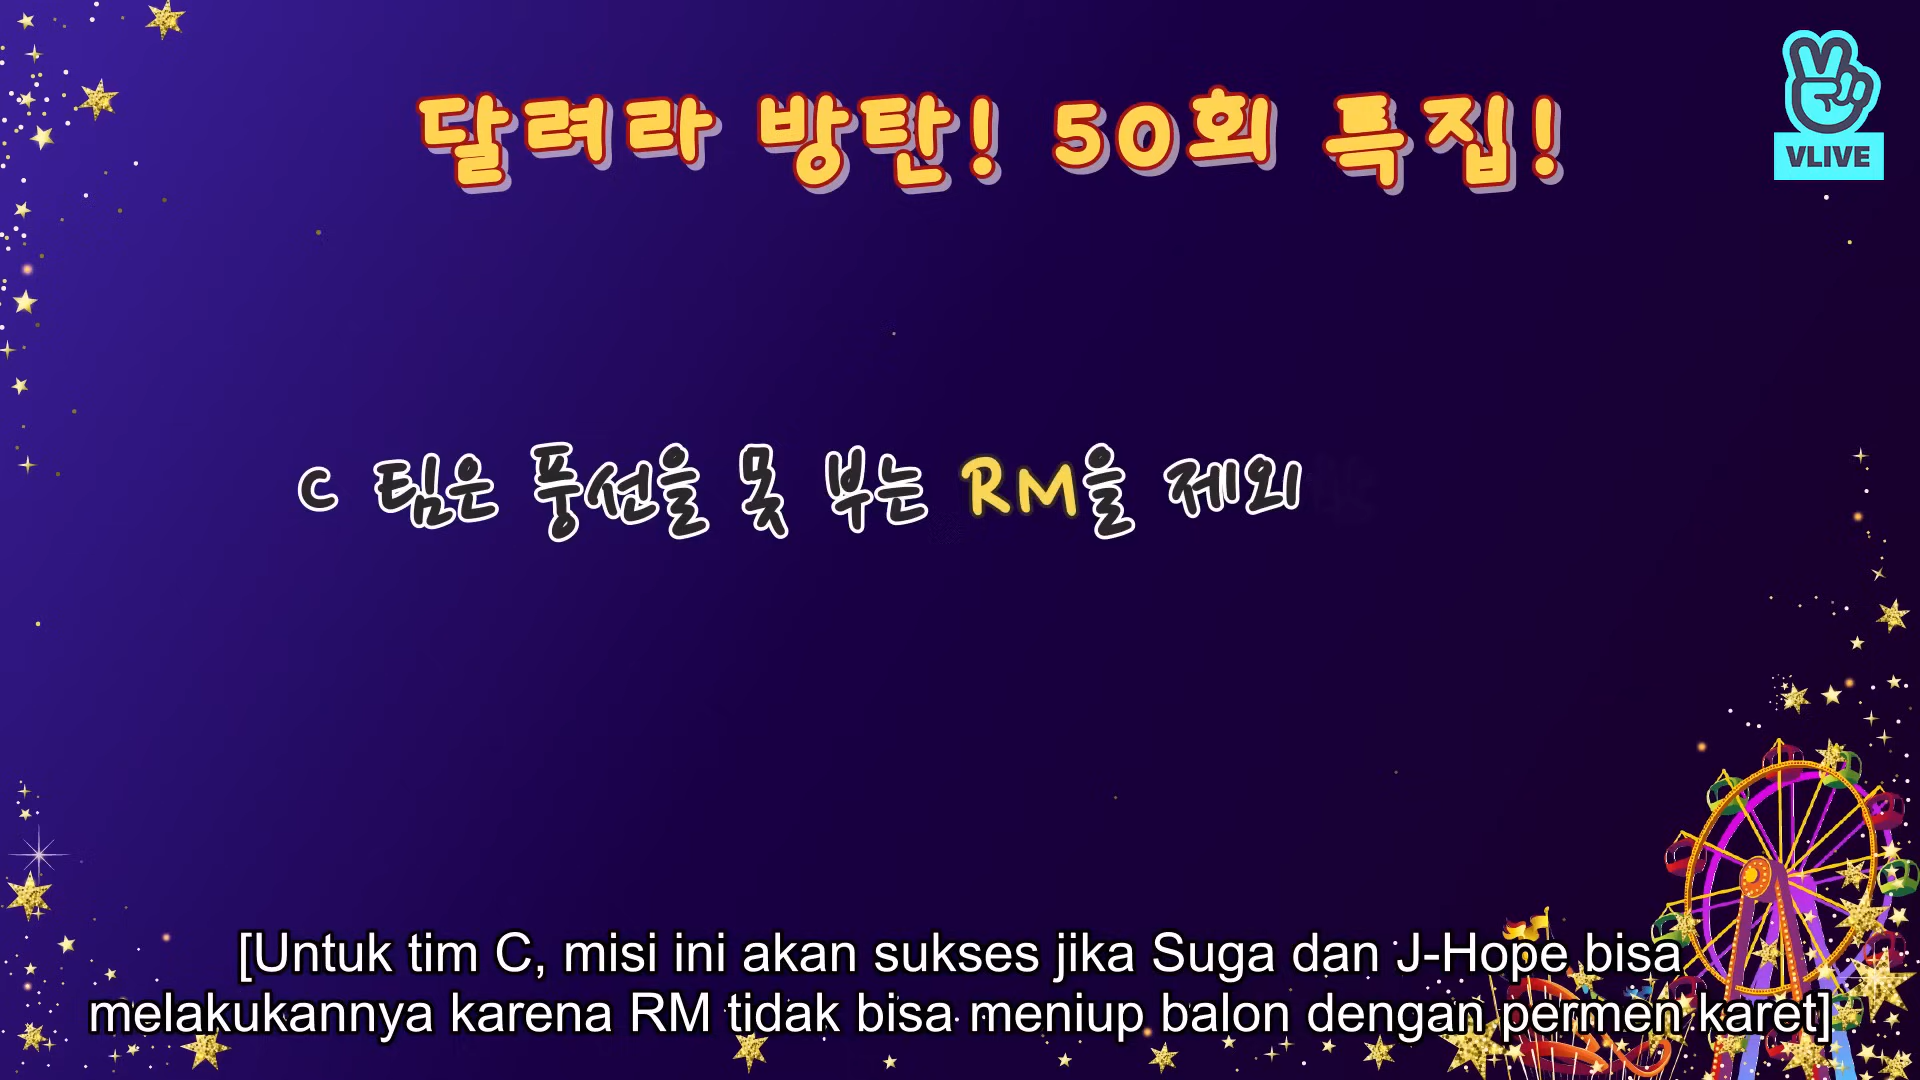 달려라 방탄! 50회 특집!
VLIVE
C 팀은 풍선을 못 부는 RM을 제외
[Untuk tim C, misi ini akan sukses jika Suga dan J-Hope bisa
melakukannya karena RM tidak bisa meniup balon dengan permen karet]